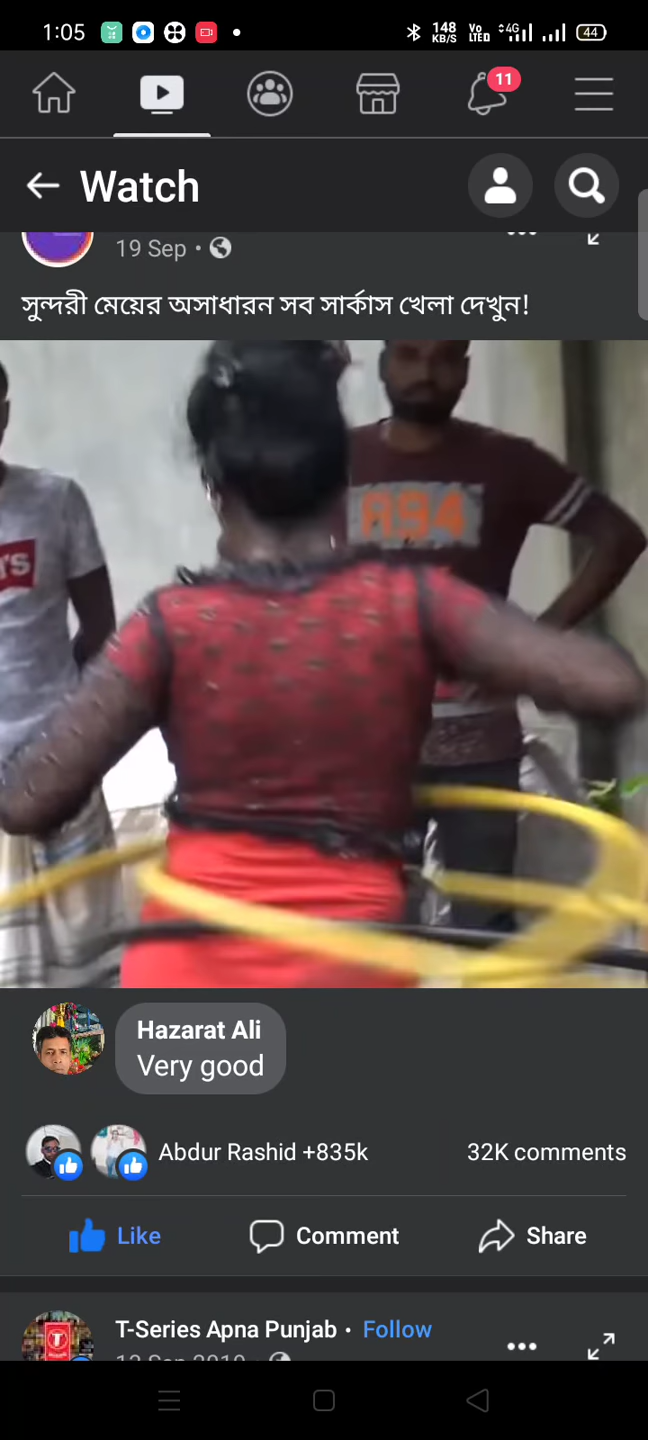 1:05
148 KB/S
Vo LTED
4G
44
11
Watch
19 Sep •
সুন্দরী মেয়ের অসাধারন সব সার্কাস খেলা দেখুন!
A94
Hazarat Ali
Very good
Abdur Rashid +835k
32K comments
Like
Comment
Share
T-Series Apna Punjab • Follow